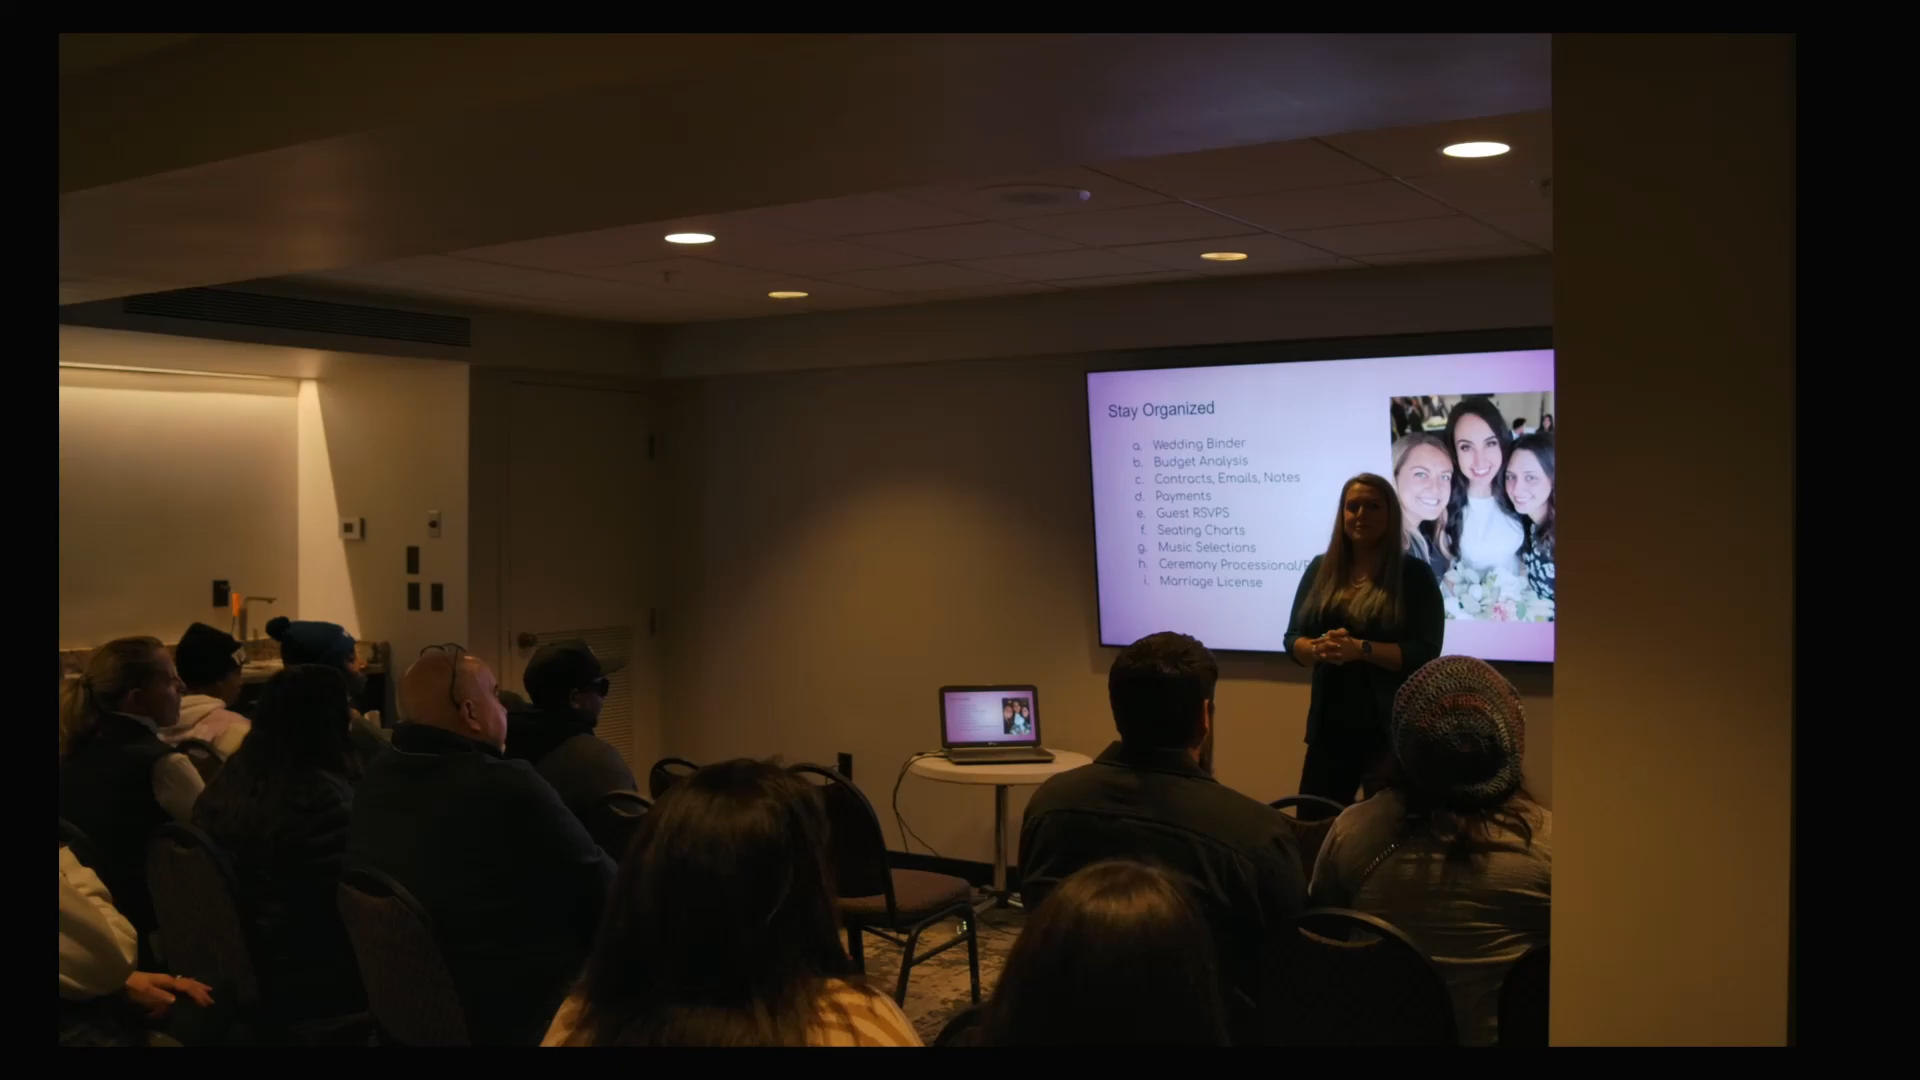 Stay Organized
a. Wedding Binder
b. Budget Analysis
c. Contracts, Emails, Notes
d. Payments
e. Guest RSVPS
f. Seating Charts
g. Music Selections
h. Ceremony Processional/
i. Marriage License